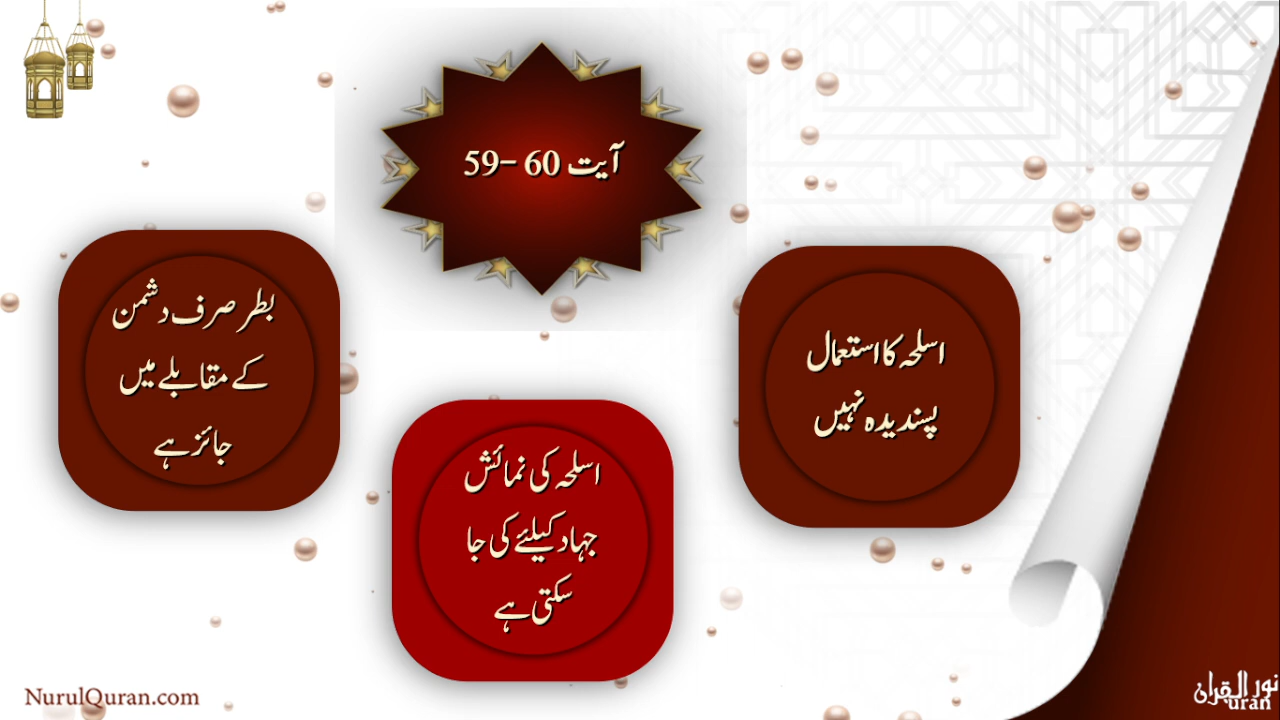 آیت 60 –59
اسلحہ کا استعمال
پسندیدہ نہیں
اسلحہ کی نمائش
جہاد کیلئے کی جا
سکتی ہے
بطر صرف دشمن
کے مقابلے میں
جائز ہے
NurulQuran.com
نور القرآن
uran